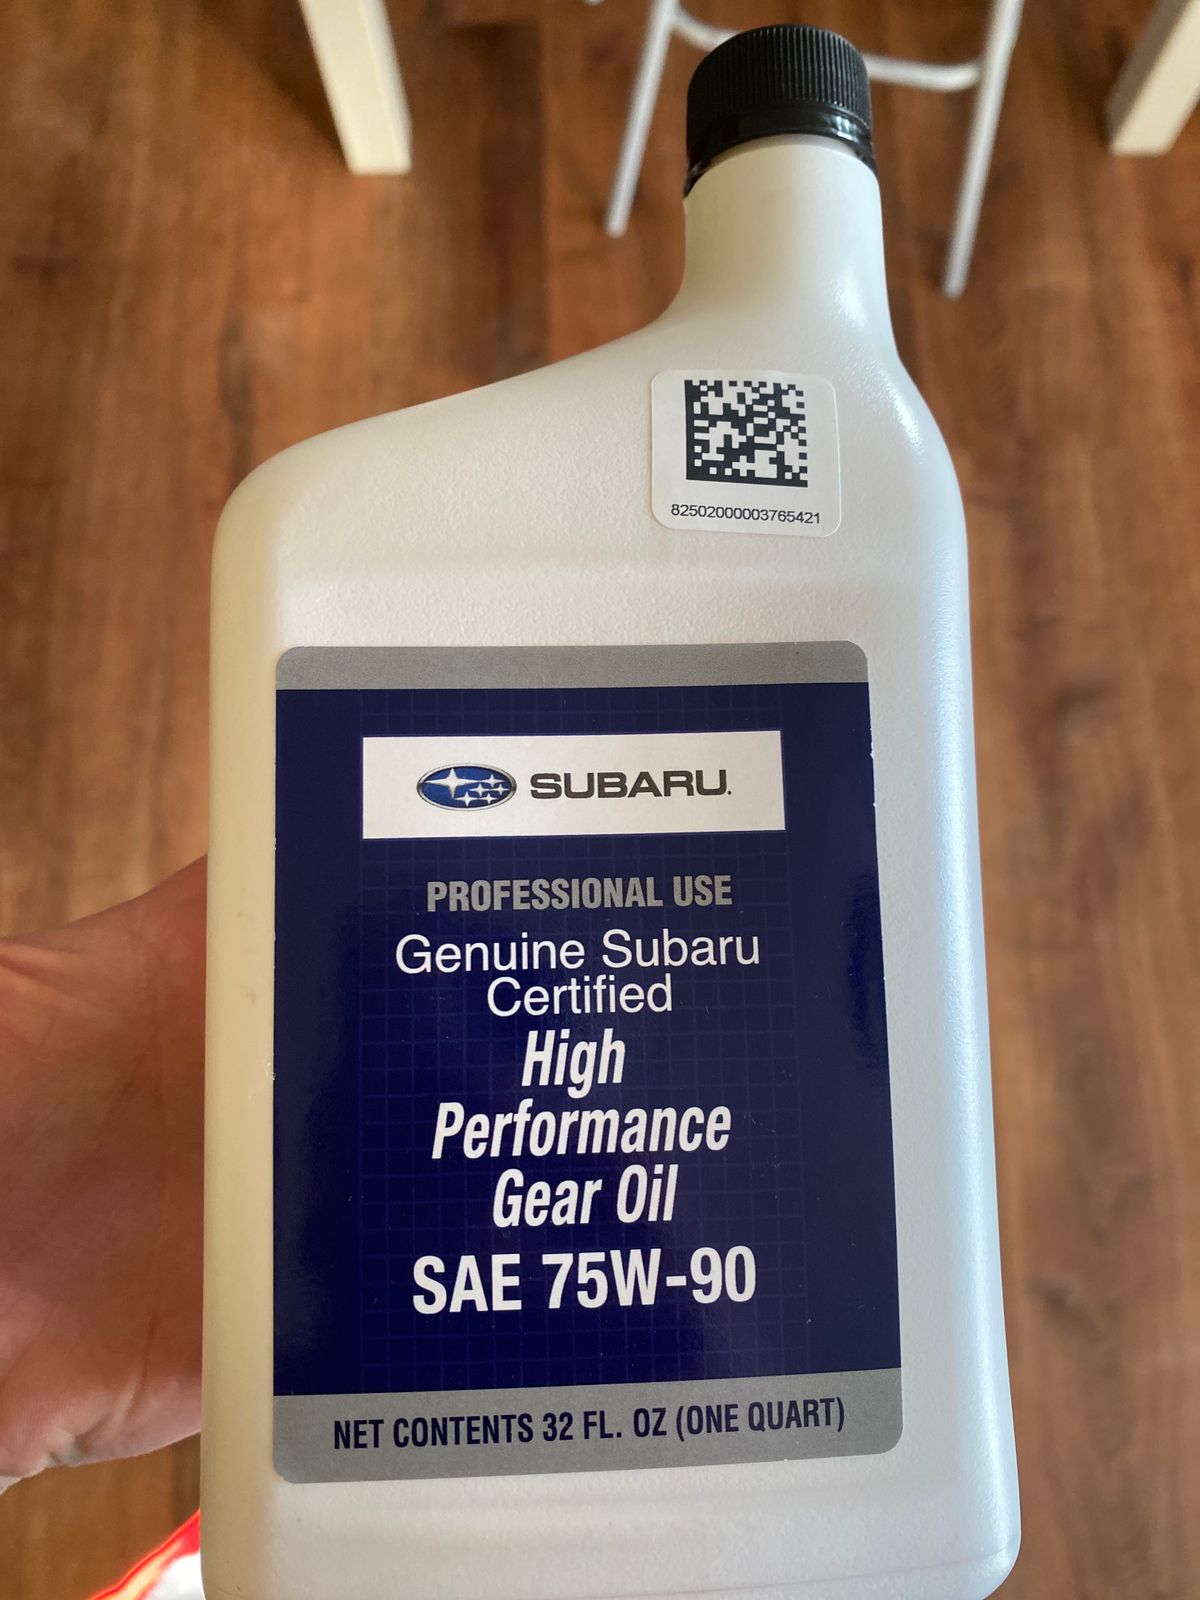 82502000003765421
SUBARU.
PROFESSIONAL USE
Genuine Subaru
Certified
High
Performance
Gear Oil
SAE 75W-90
NET CONTENTS 32 FL. OZ (ONE QUART)